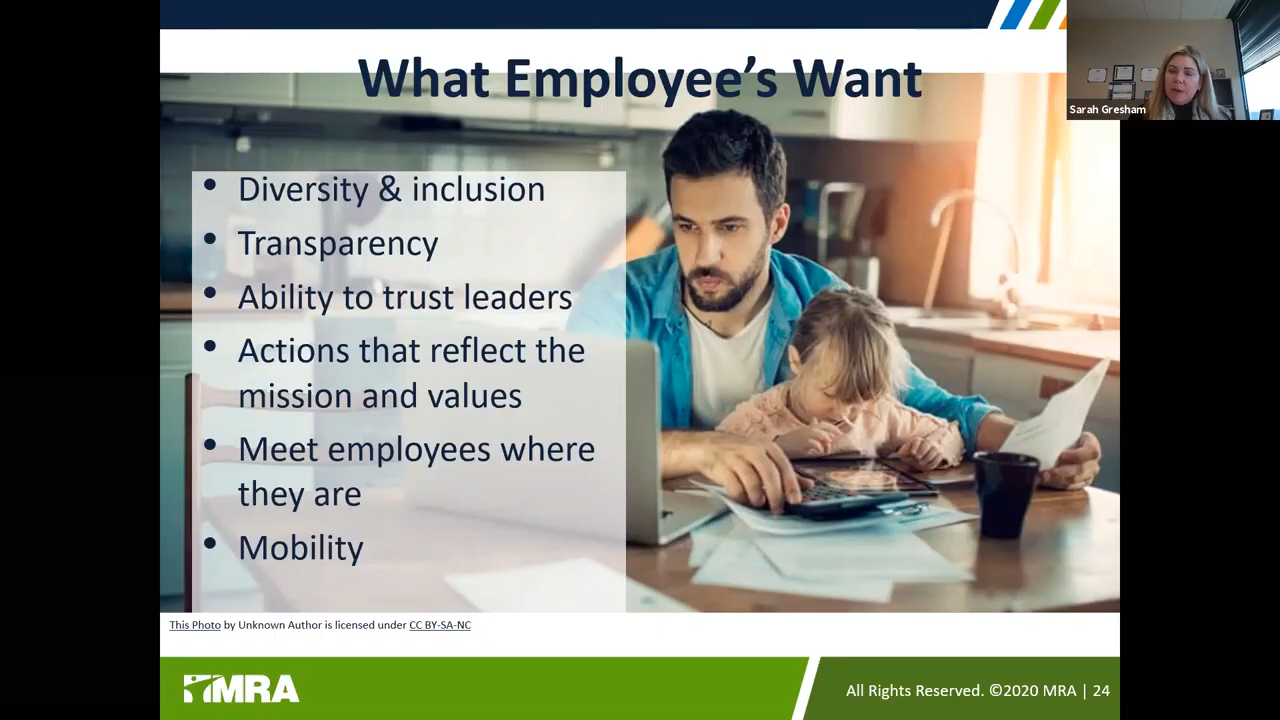 What Employee’s Want
Sarah Gresham
• Diversity & inclusion
• Transparency
• Ability to trust leaders
• Actions that reflect the
mission and values
• Meet employees where
they are
• Mobility
This Photo by Unknown Author is licensed under CC BY-SA-NC
MRA
All Rights Reserved. ©2020 MRA | 24